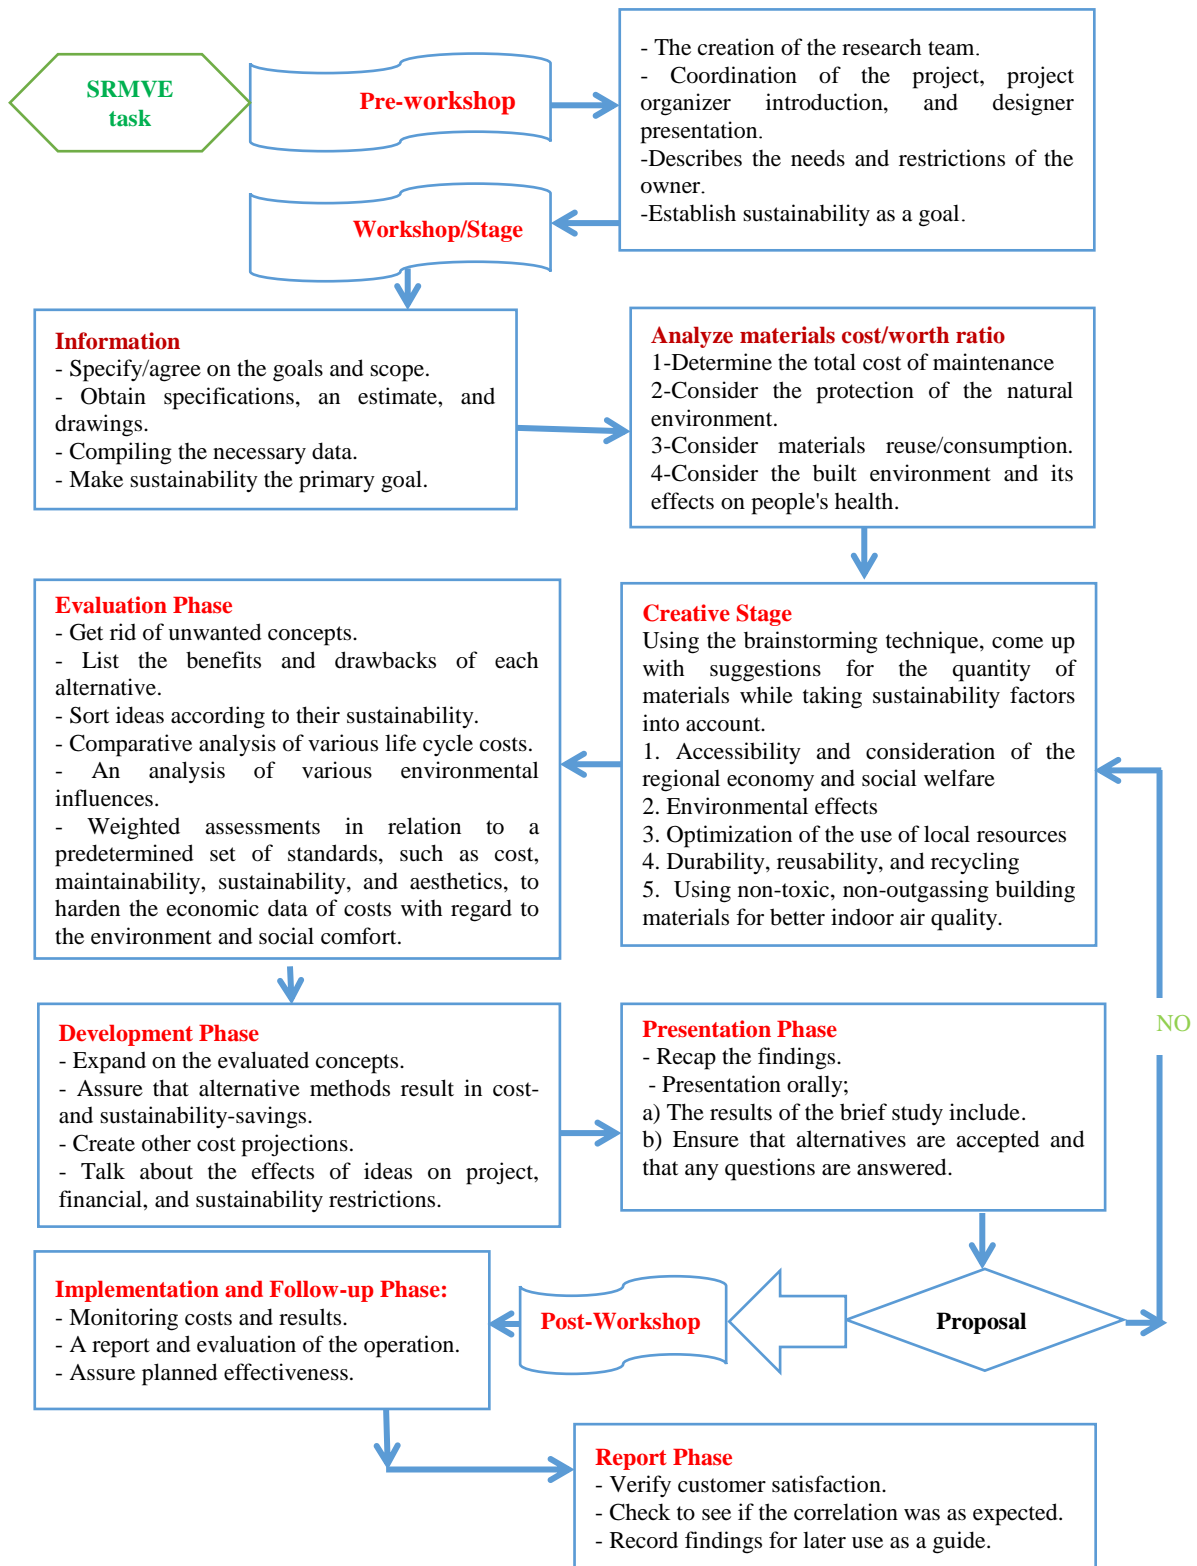 SRMVE
task
Pre-workshop
- The creation of the research team.
- Coordination of the project, project
organizer introduction, and designer
presentation.
-Describes the needs and restrictions of the
owner.
-Establish sustainability as a goal.
Workshop/Stage
Information
- Specify/agree on the goals and scope.
- Obtain specifications, an estimate, and
drawings.
- Compiling the necessary data.
- Make sustainability the primary goal.
Analyze materials cost/worth ratio
1-Determine the total cost of maintenance
2-Consider the protection of the natural
environment.
3-Consider materials reuse/consumption.
4-Consider the built environment and its
effects on people's health.
Creative Stage
Using the brainstorming technique, come up
with suggestions for the quantity of
materials while taking sustainability factors
into account.
1. Accessibility and consideration of the
regional economy and social welfare
2. Environmental effects
3. Optimization of the use of local resources
4. Durability, reusability, and recycling
5. Using non-toxic, non-outgassing building
materials for better indoor air quality.
Evaluation Phase
- Get rid of unwanted concepts.
- List the benefits and drawbacks of each
alternative.
- Sort ideas according to their sustainability.
- Comparative analysis of various life cycle costs.
- An analysis of various environmental
influences.
- Weighted assessments in relation to a
predetermined set of standards, such as cost,
maintainability, sustainability, and aesthetics, to
harden the economic data of costs with regard to
the environment and social comfort.
Development Phase
- Expand on the evaluated concepts.
- Assure that alternative methods result in cost-
and sustainability-savings.
- Create other cost projections.
- Talk about the effects of ideas on project,
financial, and sustainability restrictions.
Presentation Phase
- Recap the findings.
- Presentation orally;
a) The results of the brief study include.
b) Ensure that alternatives are accepted and
that any questions are answered.
NO
Proposal
Post-Workshop
Implementation and Follow-up Phase:
- Monitoring costs and results.
- A report and evaluation of the operation.
- Assure planned effectiveness.
Report Phase
- Verify customer satisfaction.
- Check to see if the correlation was as expected.
- Record findings for later use as a guide.